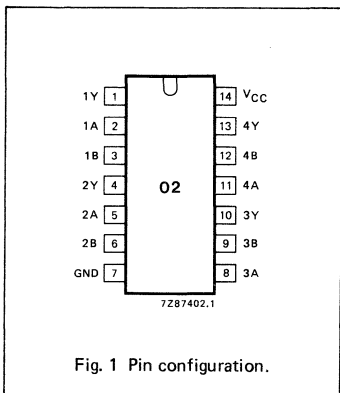 1Y 1 14 VCC
1A 2 13 4Y
1B 3 12 4B
2Y 4 11 4A
02
2A 5 10 3Y
2B 6 9 3B
GND 7 8 3A
7Z87402.1
Fig. 1 Pin configuration.